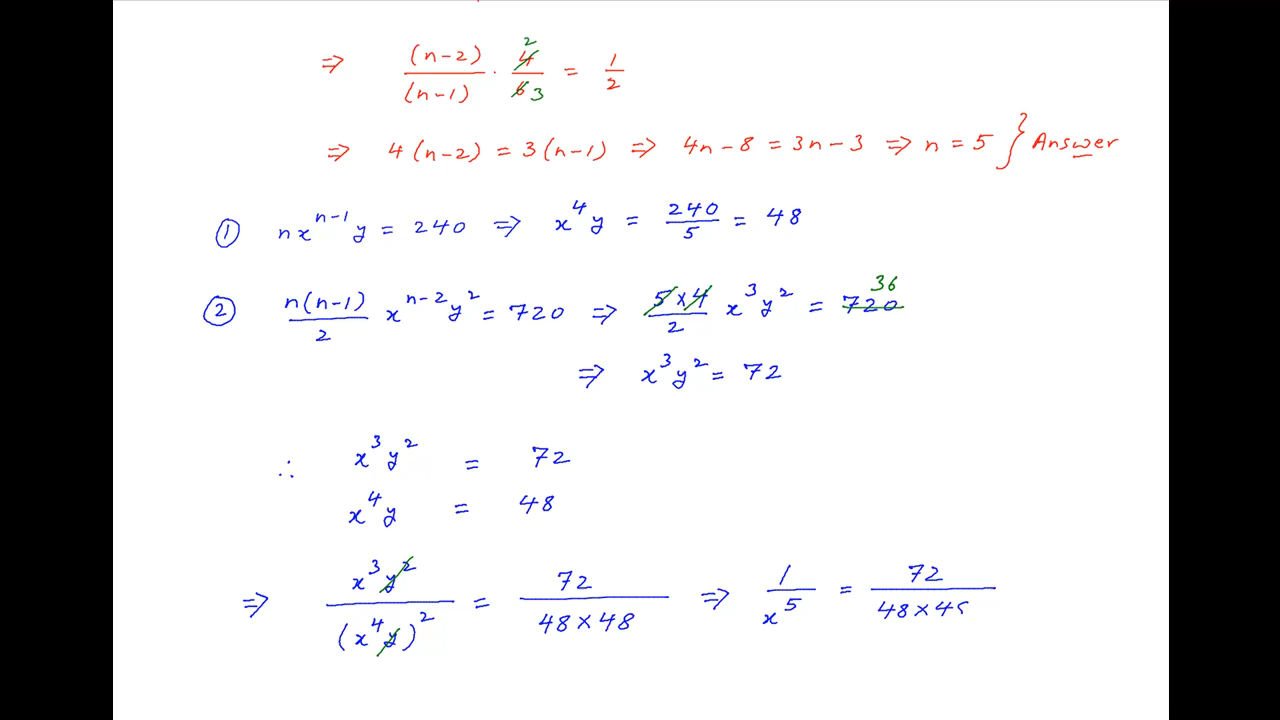 ⇒ (n-2)/(n-1) · 4/6 = 1/2 2 3
⇒ 4(n-2) = 3(n-1) ⇒ 4n-8 = 3n-3 ⇒ n = 5 } Answer
① nx^(n-1) y = 240 ⇒ x^4 y = 240/5 = 48
② n(n-1)/2 x^(n-2) y^2 = 720 ⇒ 5×4/2 x^3 y^2 = 720 36
⇒ x^3 y^2 = 72
∴ x^3 y^2 = 72
x^4 y = 48
⇒ x^3 y^2/(x^4 y)^2 = 72/(48×48) ⇒ 1/x^5 = 72/(48×4